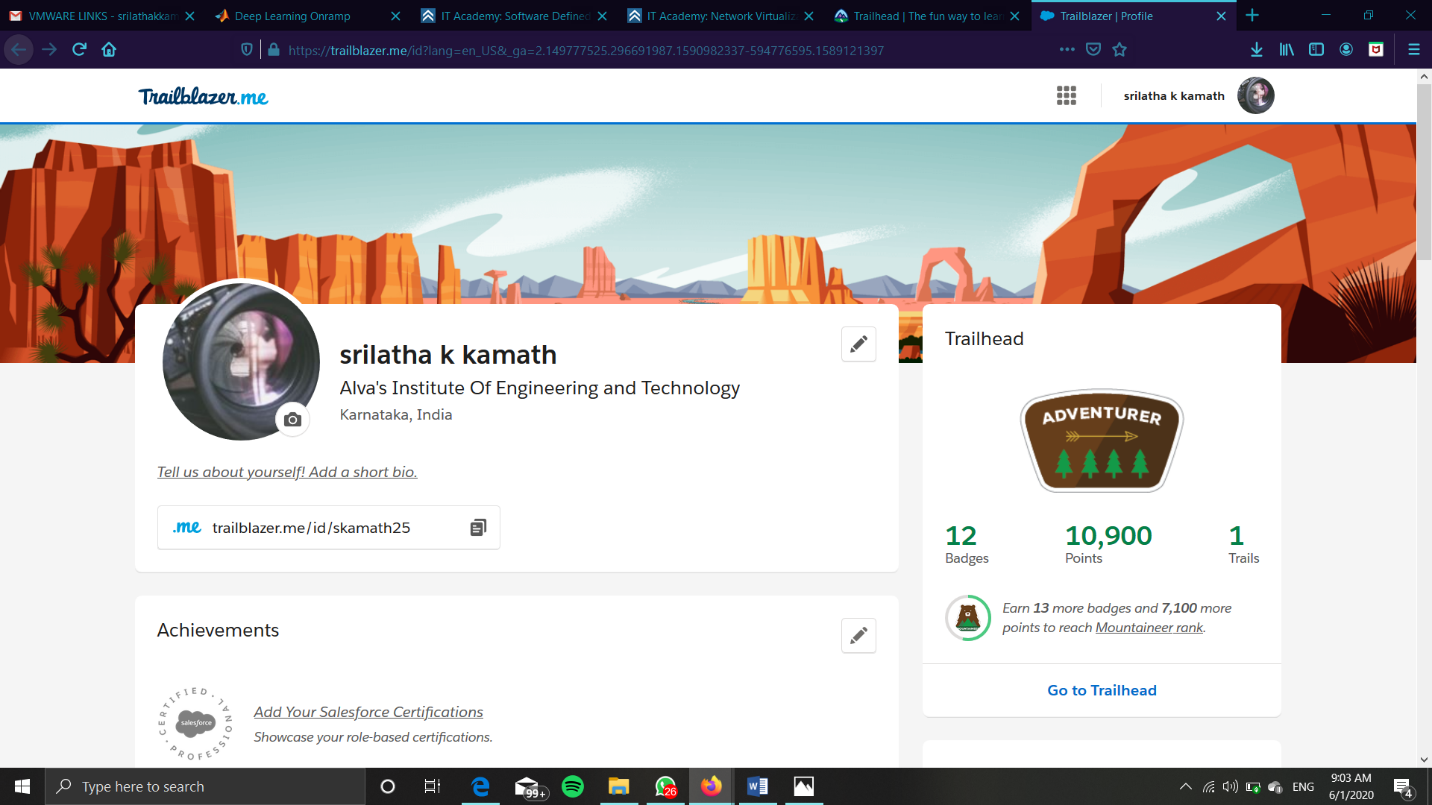 VMWARE LINKS - srilathakkam
Deep Learning Onramp
IT Academy: Software Defined
IT Academy: Network Virtualiz
Trailhead | The fun way to lear
Trailblazer | Profile
https://trailblazer.me/id?lang=en_US&_ga=2.149777525.296691987.1590982337-594776595.1589121397
Trailblazer.me
srilatha k kamath
srilatha k kamath
Alva's Institute Of Engineering and Technology
Karnataka, India
Tell us about yourself! Add a short bio.
.me trailblazer.me/id/skamath25
Trailhead
ADVENTURER
12 10,900 1
Badges Points Trails
Earn 13 more badges and 7,100 more
points to reach Mountaineer rank.
Go to Trailhead
Achievements
CERTIFIED
salesforce
PROFESSIONAL
Add Your Salesforce Certifications
Showcase your role-based certifications.
Type here to search
99+
26
ENG
9:03 AM
6/1/2020
4